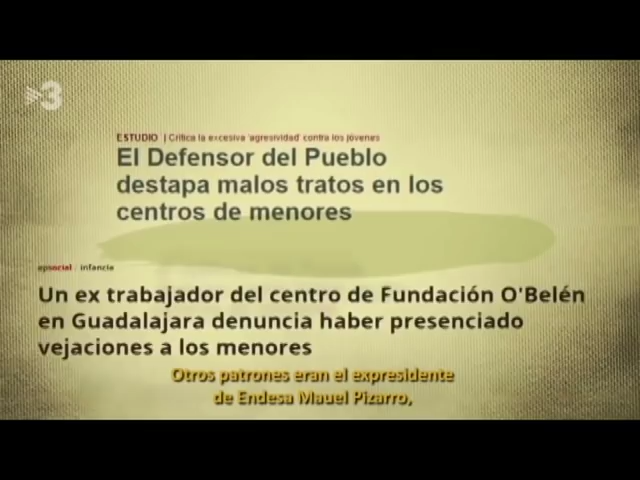 3
ESTUDIO | Critica la excesiva 'agresividad' contra los jóvenes
El Defensor del Pueblo
destapa malos tratos en los
centros de menores
epsocial / infancia
Un ex trabajador del centro de Fundación O'Belén
en Guadalajara denuncia haber presenciado
vejaciones a los menores
Otros patrones eran el expresidente
de Endesa Mauel Pizarro,